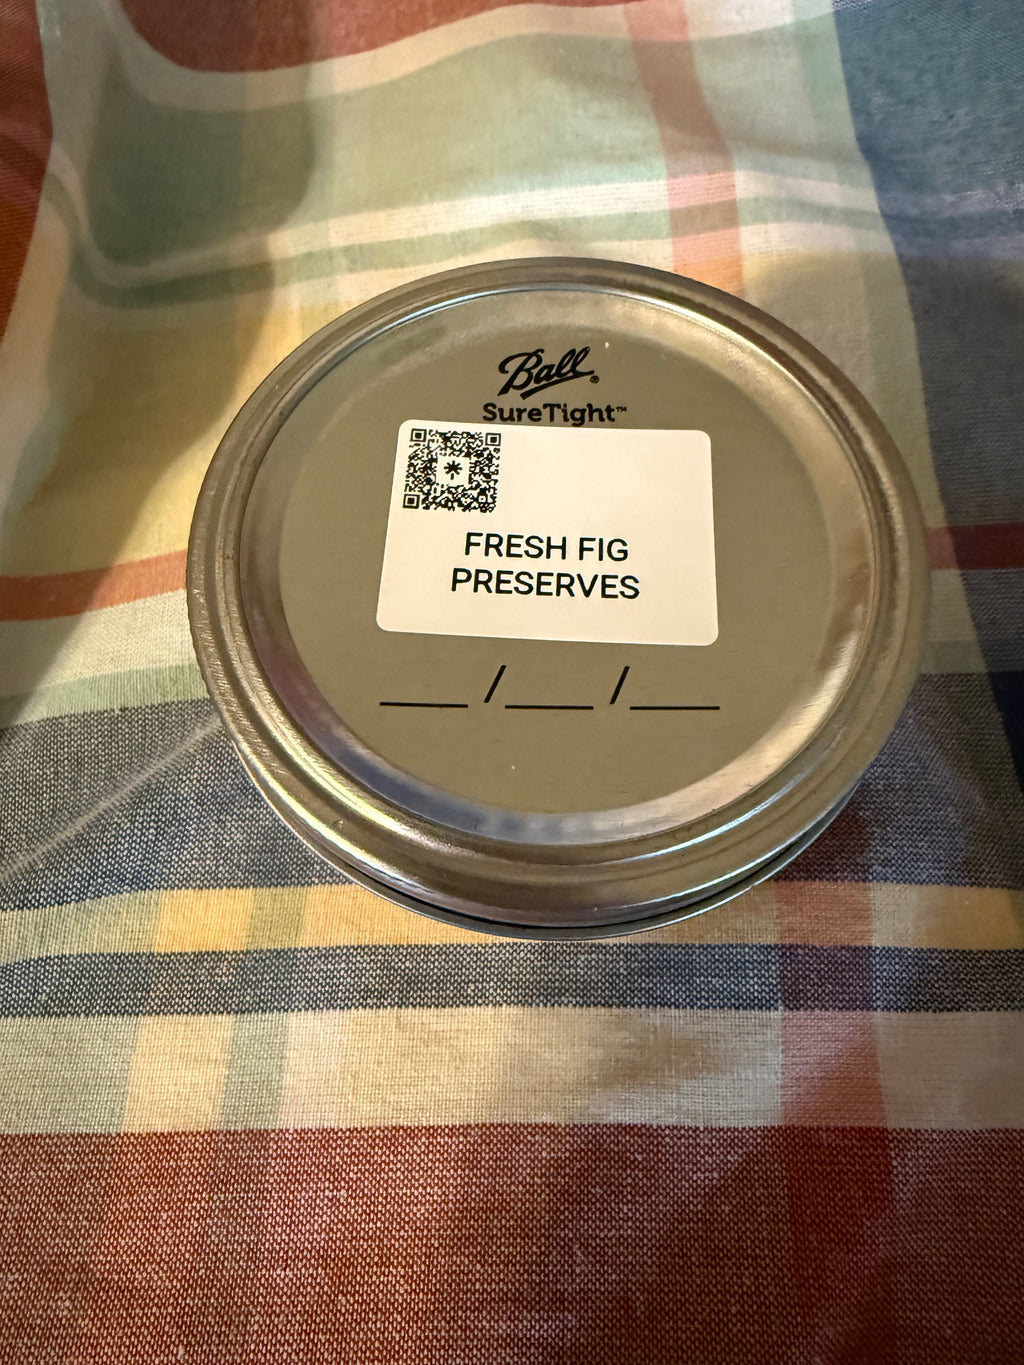 Ball®
SureTight™
FRESH FIG
PRESERVES
___/___/___